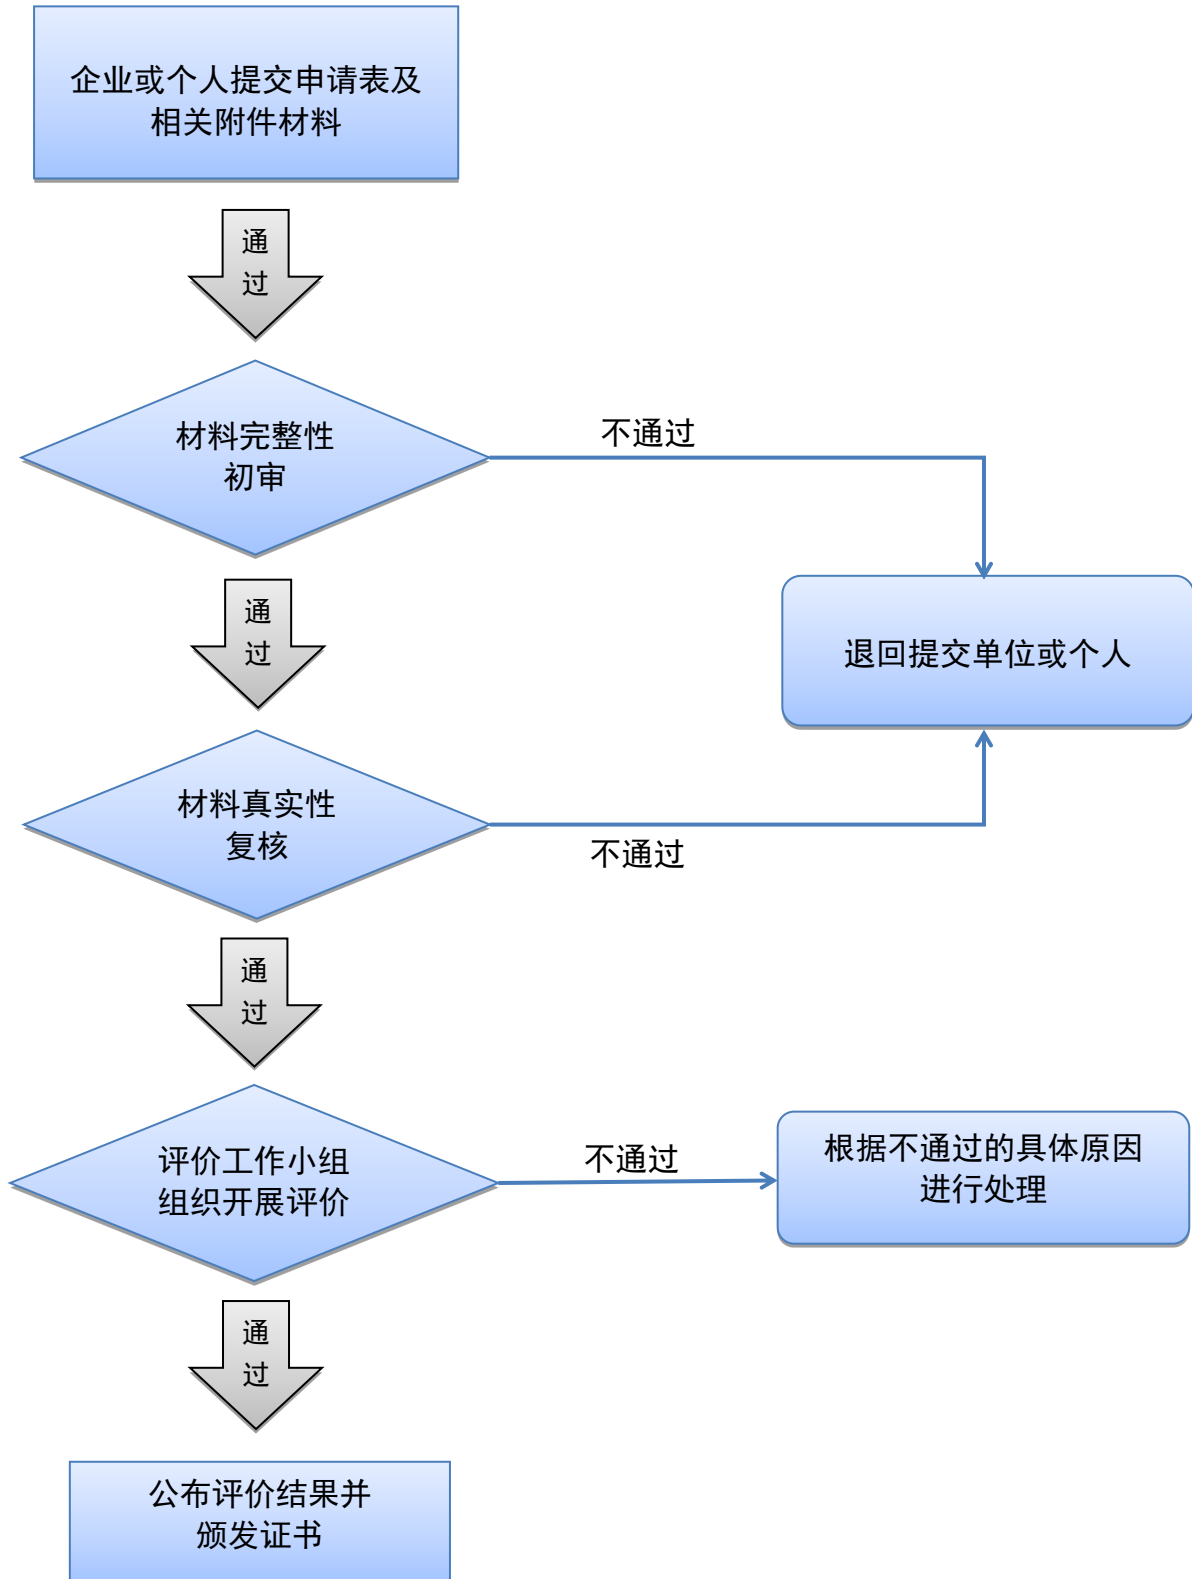 企业或个人提交申请表及
相关附件材料
通
过
材料完整性
初审
不通过
退回提交单位或个人
通
过
材料真实性
复核
不通过
通
过
评价工作小组
组织开展评价
不通过
根据不通过的具体原因
进行处理
通
过
公布评价结果并
颁发证书